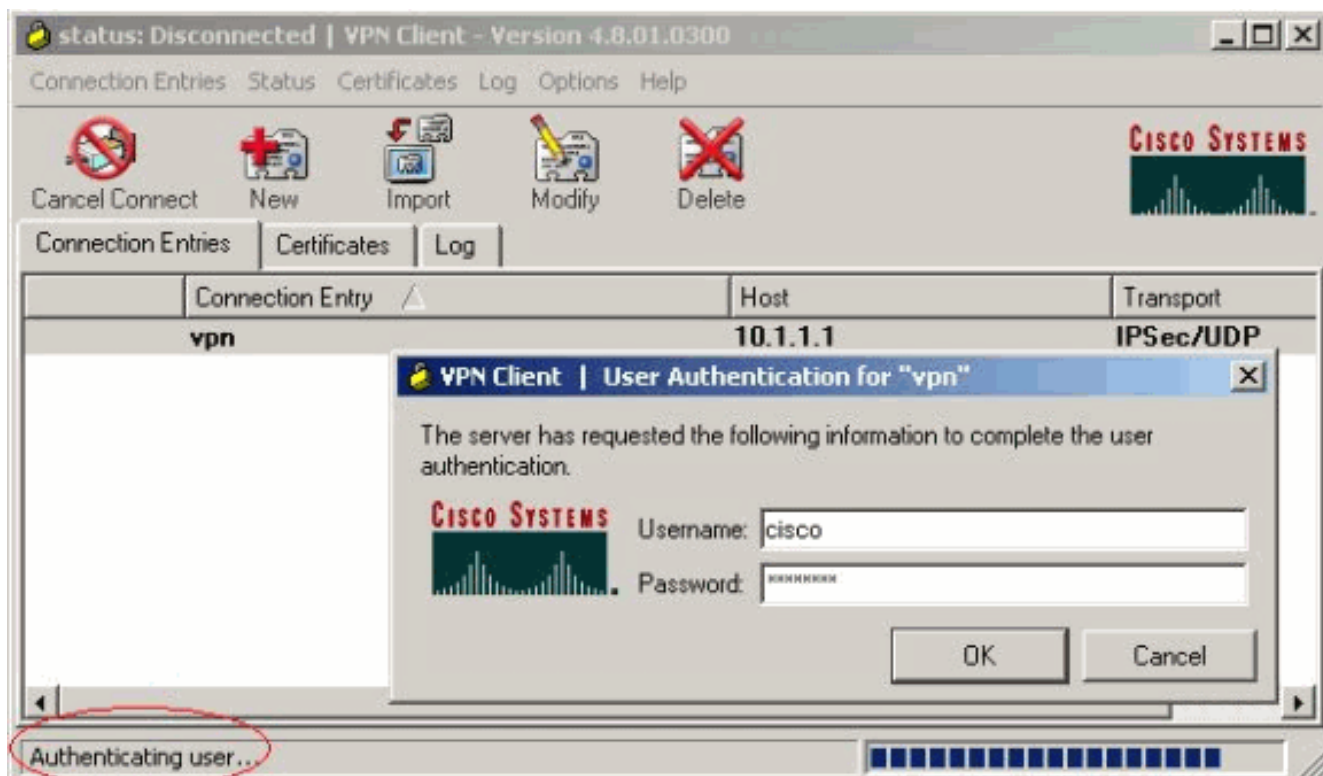 status: Disconnected | VPN Client - Version 4.8.01.0300
Connection Entries Status Certificates Log Options Help
Cancel Connect New Import Modify Delete
CISCO SYSTEMS
Connection Entries Certificates Log
Connection Entry Host Transport
vpn 10.1.1.1 IPSec/UDP
VPN Client | User Authentication for "vpn"
The server has requested the following information to complete the user
authentication.
CISCO SYSTEMS
Username: cisco
Password: ********
OK Cancel
Authenticating user...